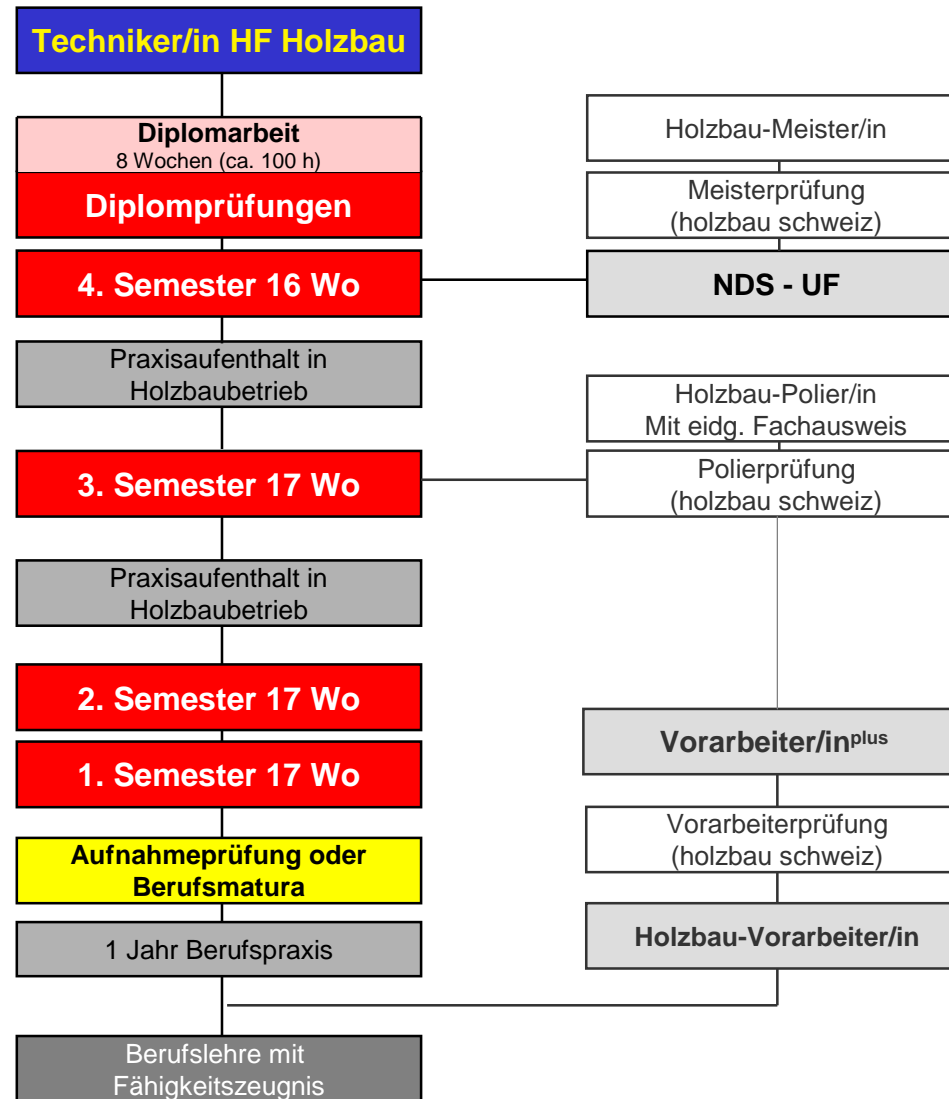 Techniker/in HF Holzbau
Diplomarbeit
8 Wochen (ca. 100 h)
Diplomprüfungen
4. Semester 16 Wo
Praxisaufenthalt in
Holzbaubetrieb
3. Semester 17 Wo
Praxisaufenthalt in
Holzbaubetrieb
2. Semester 17 Wo
1. Semester 17 Wo
Aufnahmeprüfung oder
Berufsmatura
1 Jahr Berufspraxis
Berufslehre mit
Fähigkeitszeugnis
Holzbau-Meister/in
Meisterprüfung
(holzbau schweiz)
NDS - UF
Holzbau-Polier/in
Mit eidg. Fachausweis
Polierprüfung
(holzbau schweiz)
Vorarbeiter/inplus
Vorarbeiterprüfung
(holzbau schweiz)
Holzbau-Vorarbeiter/in